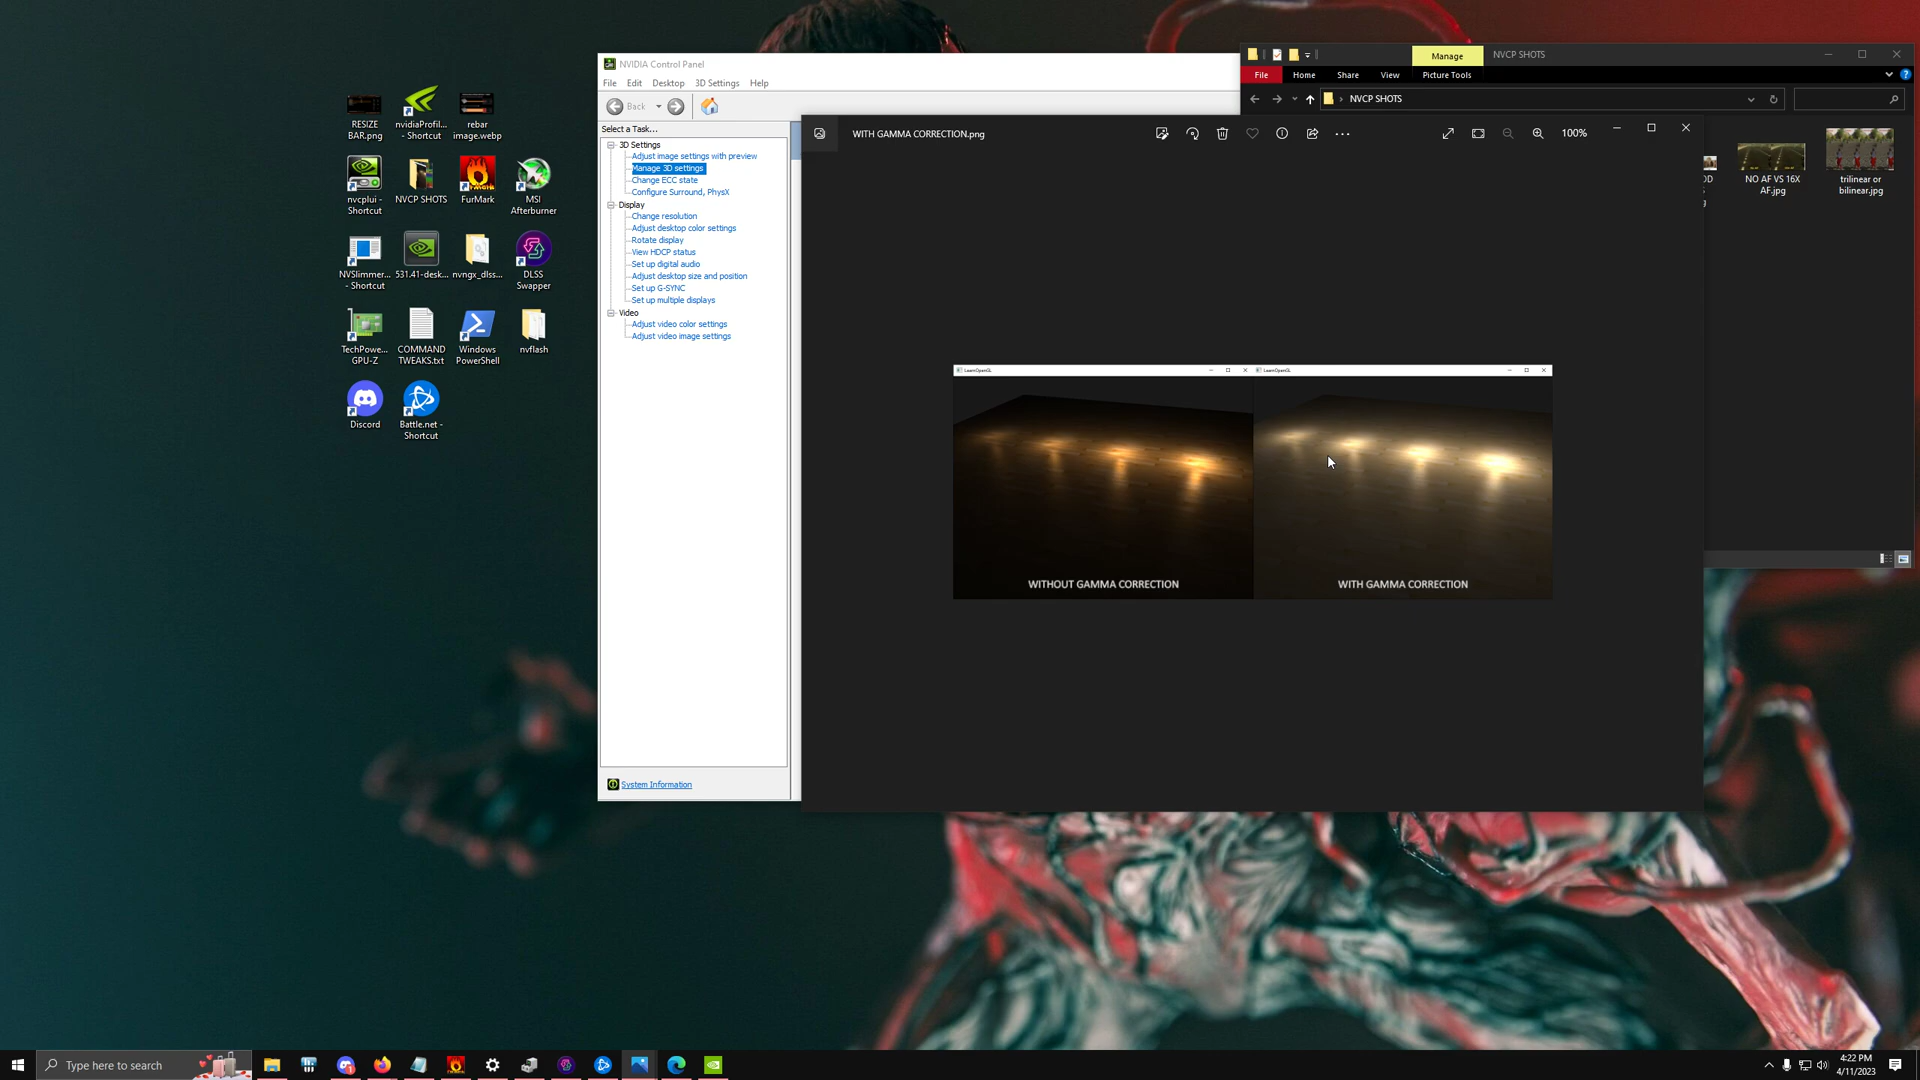 RESIZE
BAR.png
nvidiaProfil...
- Shortcut
rebar
image.webp
nvcplui -
Shortcut
NVCP SHOTS
FurMark
MSI
Afterburner
NVSlimmer...
- Shortcut
531.41-desk...
nvngx_dlss...
DLSS
Swapper
TechPowe...
GPU-Z
COMMAND
TWEAKS.txt
Windows
PowerShell
nvflash
Discord
Battle.net -
Shortcut
NVIDIA Control Panel
File Edit Desktop 3D Settings Help
Back
Select a Task...
3D Settings
Adjust image settings with preview
Manage 3D settings
Change ECC state
Configure Surround, PhysX
Display
Change resolution
Adjust desktop color settings
Rotate display
View HDCP status
Set up digital audio
Adjust desktop size and position
Set up G-SYNC
Set up multiple displays
Video
Adjust video color settings
Adjust video image settings
System Information
Manage NVCP SHOTS
File Home Share View Picture Tools
NVCP SHOTS
NO AF VS 16X
AF.jpg
trilinear or
bilinear.jpg
WITH GAMMA CORRECTION.png
100%
LearnOpenGL
LearnOpenGL
WITHOUT GAMMA CORRECTION
WITH GAMMA CORRECTION
Type here to search
4:22 PM
4/11/2023